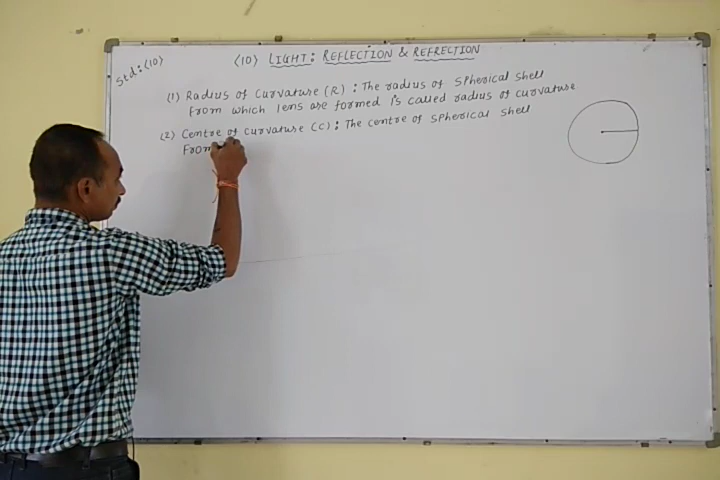 Std:(10)
(10) LIGHT: REFLECTION & REFRECTION
(1) Radius of curvature (R) : The radius of spherical shell
from which lens are formed is called radius of curvature
(2) Centre of curvature (C) : The centre of spherical shell
From